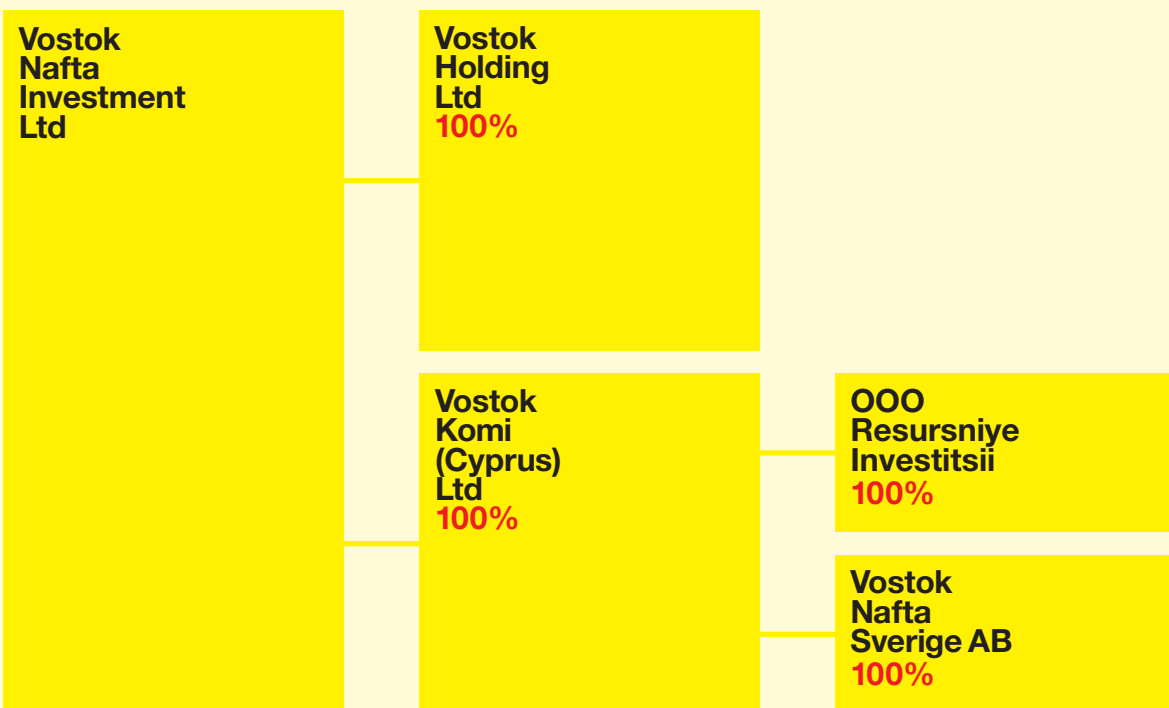 Vostok
Nafta
Investment
Ltd
Vostok
Holding
Ltd
100%
Vostok
Komi
(Cyprus)
Ltd
100%
OOO
Resursniye
Investitsii
100%
Vostok
Nafta
Sverige AB
100%